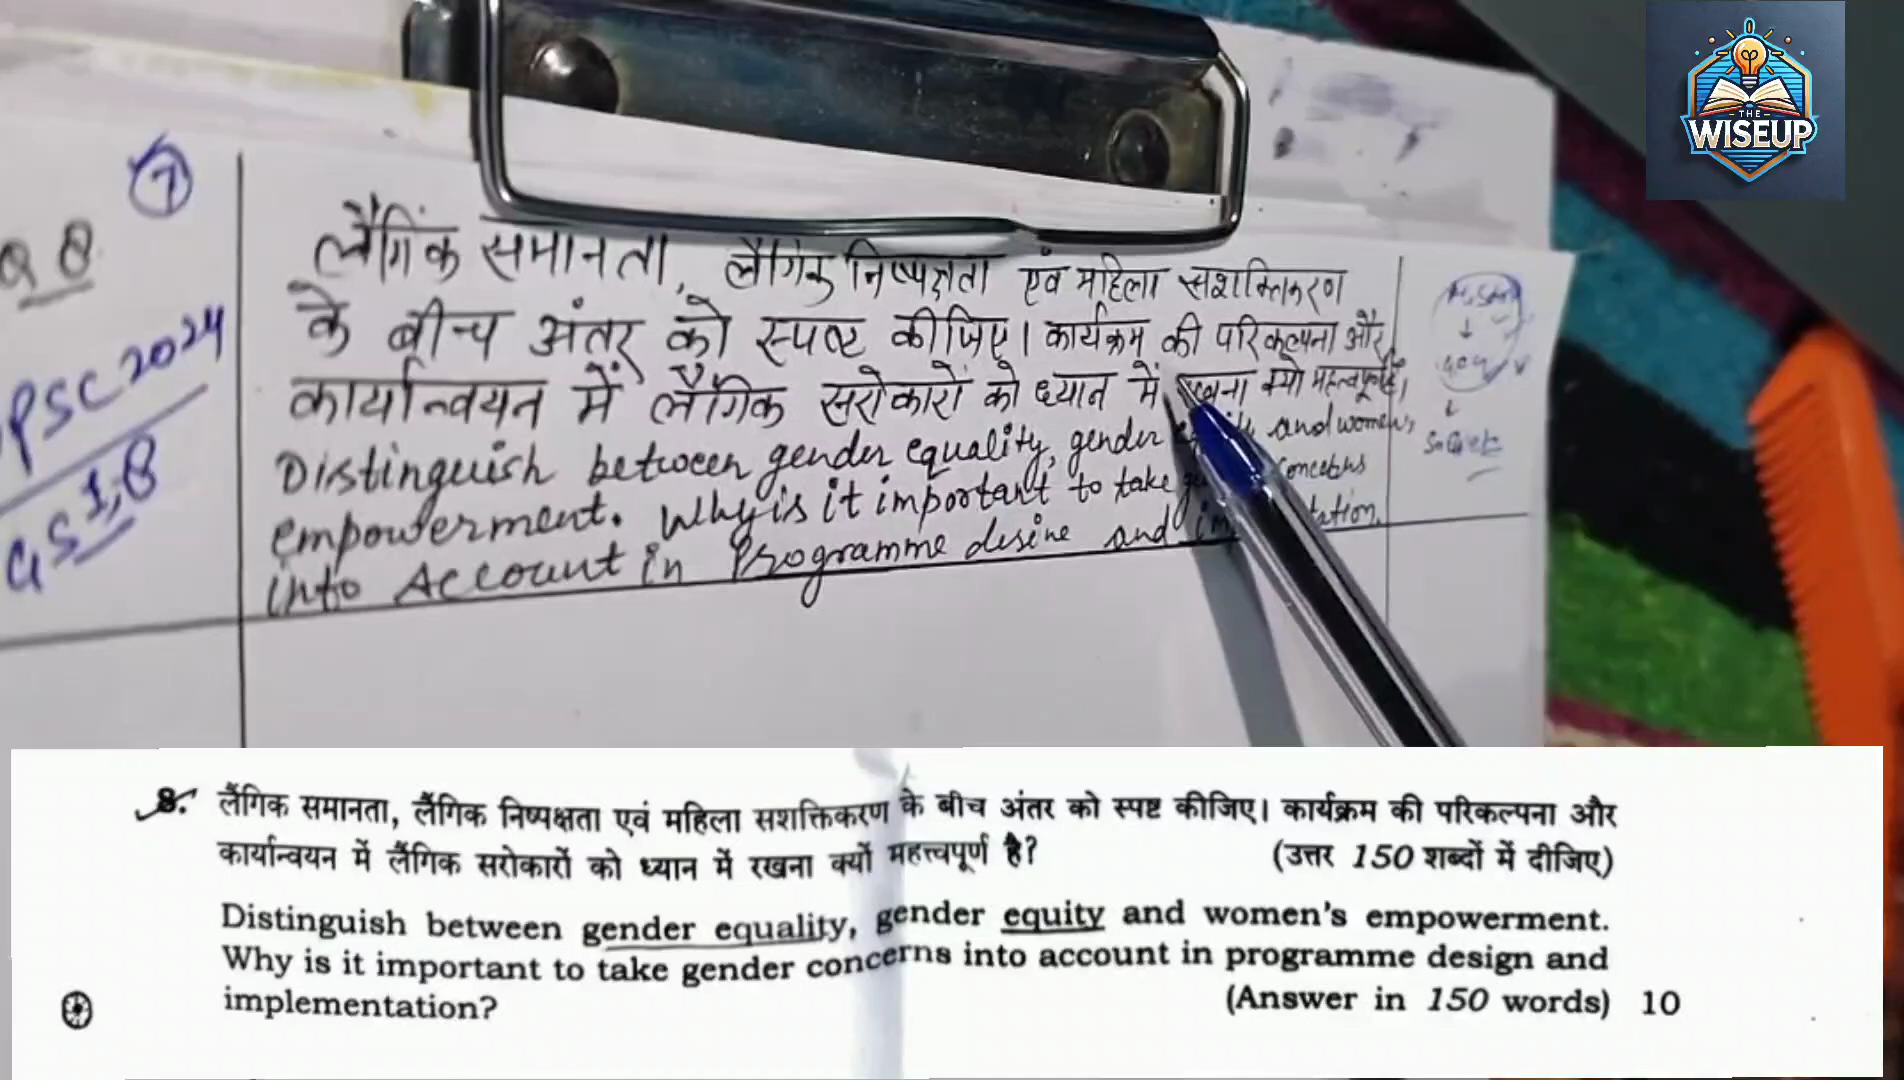 THE
WISEUP
7
Q 8
PSC 2024
GS 1, 8
लैंगिक समानता, लैंगिक निष्पक्षता एवं महिला सशक्तिकरण
के बीच अंतर को स्पष्ट कीजिए। कार्यक्रम की परिकल्पना और
कार्यान्वयन में लैंगिक सरोकारों को ध्यान में क्यो
Distinguish between gender equality, gender and women's
empowerment. Why is it important to take
into Account in Programme desine and
8. लैंगिक समानता, लैंगिक निष्पक्षता एवं महिला सशक्तिकरण के बीच अंतर को स्पष्ट कीजिए। कार्यक्रम की परिकल्पना और
कार्यान्वयन में लैंगिक सरोकारों को ध्यान में रखना क्यों महत्त्वपूर्ण है? (उत्तर 150 शब्दों में दीजिए)
Distinguish between gender equality, gender equity and women's empowerment.
Why is it important to take gender concerns into account in programme design and
implementation? (Answer in 150 words) 10